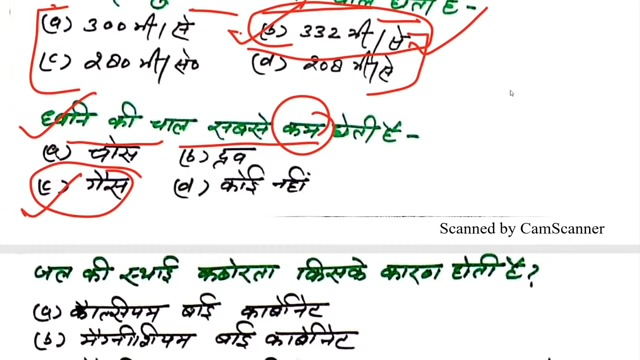 चाल होती है -
(a) 300 मी/से (b) 332 मी/से
(c) 280 मी/से० (d) 208 मी/से
ध्वनि की चाल सबसे कम होती है -
(a) ठोस (b) द्रव
(c) गैस (d) कोई नहीं
Scanned by CamScanner
जल की स्थाई कठोरता किसके कारण होती है?
(a) कैल्सियम बाई कार्बोनेट
(b) मैग्नीशियम बाई कार्बोनेट